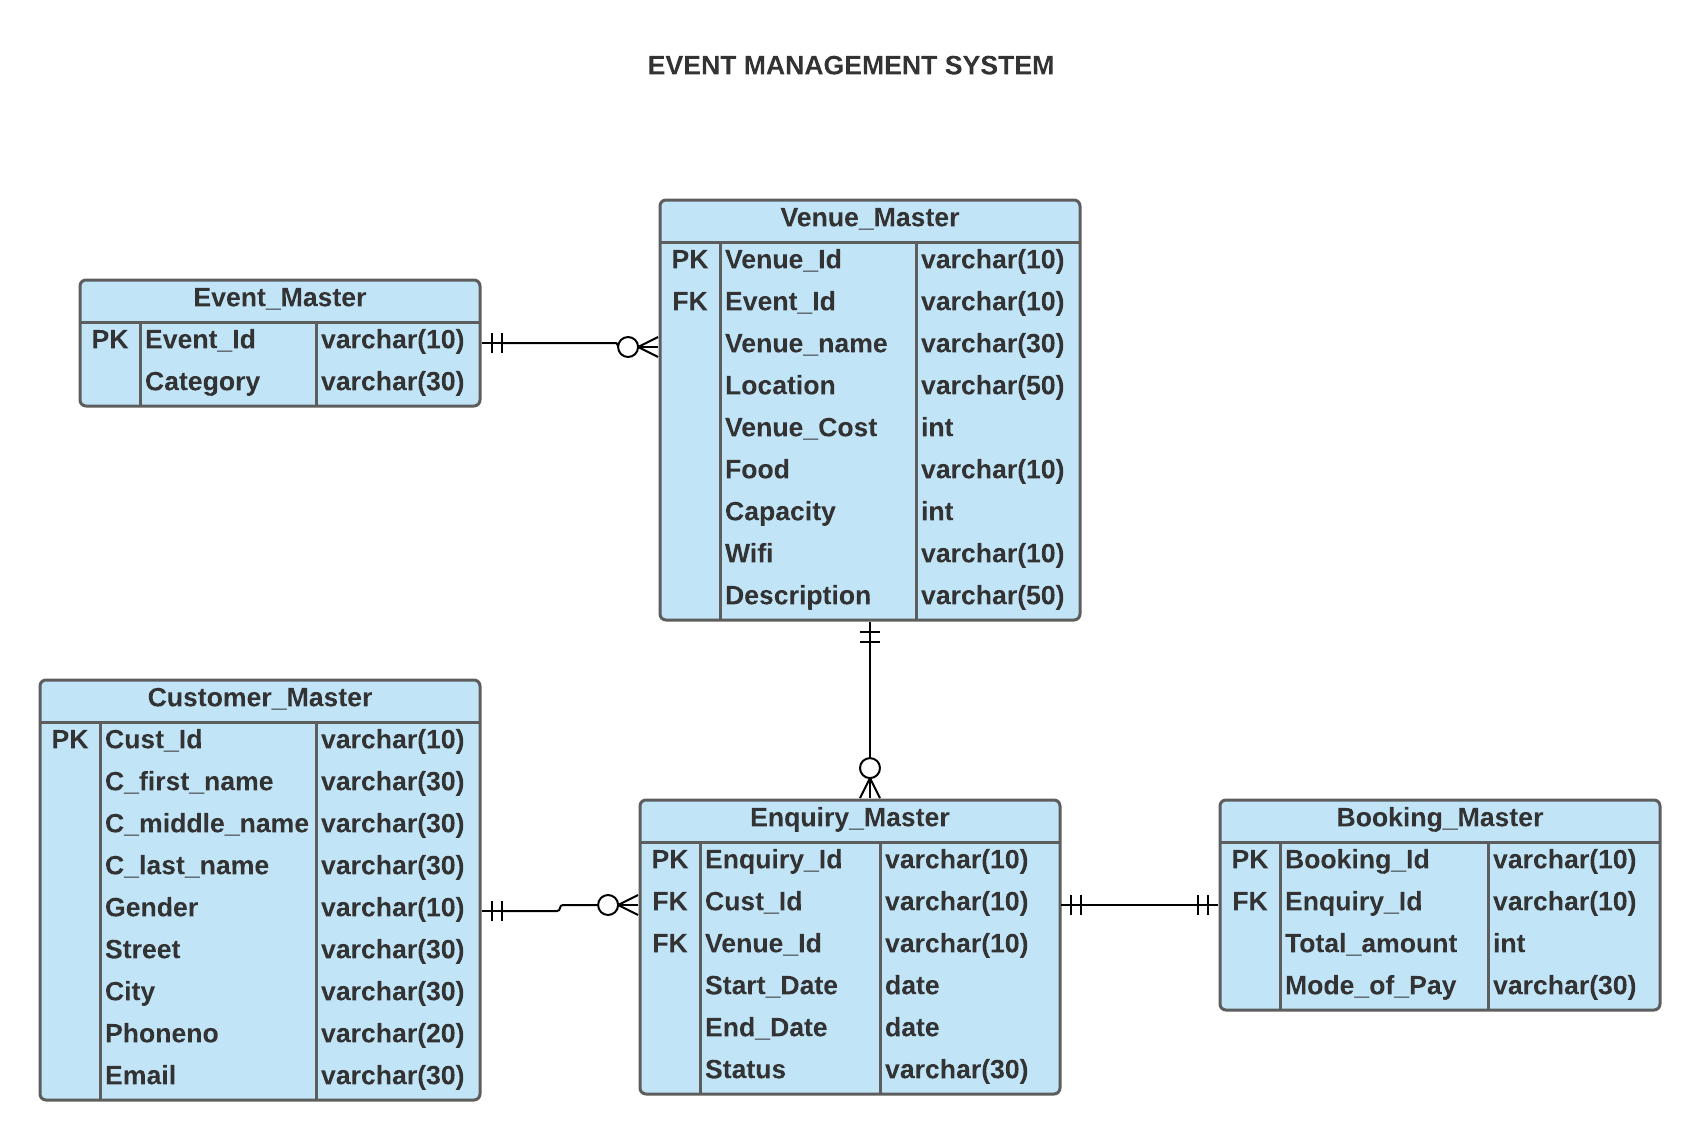 EVENT MANAGEMENT SYSTEM
Venue_Master
PK Venue_Id varchar(10)
FK Event_Id varchar(10)
Venue_name varchar(30)
Location varchar(50)
Venue_Cost int
Food varchar(10)
Capacity int
Wifi varchar(10)
Description varchar(50)
Event_Master
PK Event_Id varchar(10)
Category varchar(30)
Customer_Master
PK Cust_Id varchar(10)
C_first_name varchar(30)
C_middle_name varchar(30)
C_last_name varchar(30)
Gender varchar(10)
Street varchar(30)
City varchar(30)
Phoneno varchar(20)
Email varchar(30)
Enquiry_Master
PK Enquiry_Id varchar(10)
FK Cust_Id varchar(10)
FK Venue_Id varchar(10)
Start_Date date
End_Date date
Status varchar(30)
Booking_Master
PK Booking_Id varchar(10)
FK Enquiry_Id varchar(10)
Total_amount int
Mode_of_Pay varchar(30)